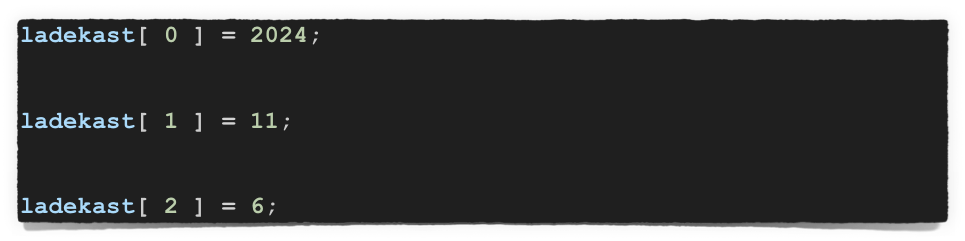 ladekast[ 0 ] = 2024;
ladekast[ 1 ] = 11;
ladekast[ 2 ] = 6;